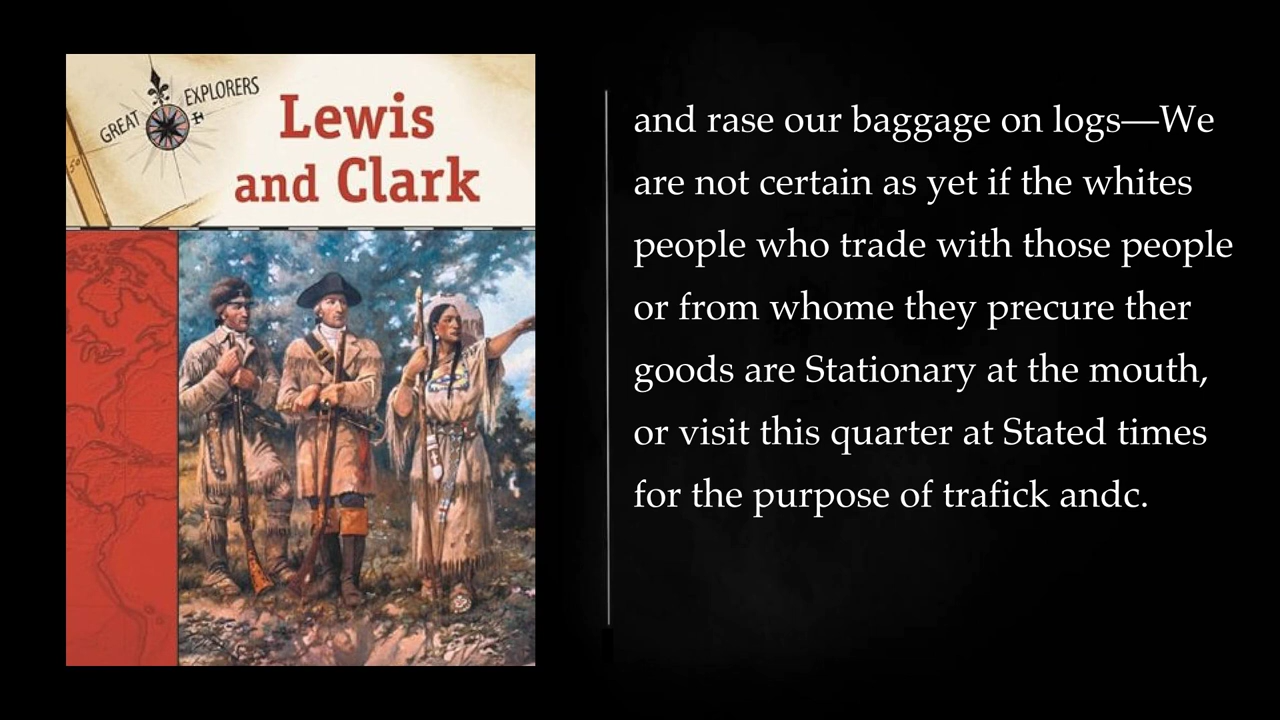 GREAT EXPLORERS
Lewis
and Clark
50
and rase our baggage on logs—We
are not certain as yet if the whites
people who trade with those people
or from whome they precure ther
goods are Stationary at the mouth,
or visit this quarter at Stated times
for the purpose of trafick andc.